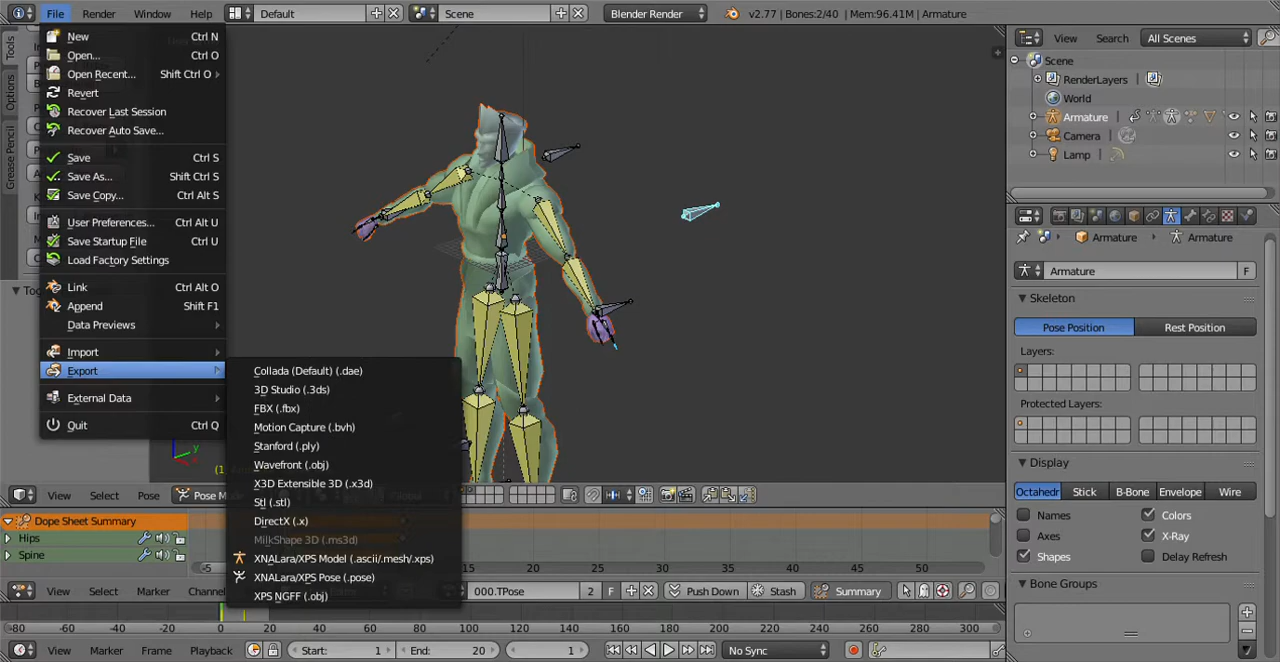 File Render Window Help Default Scene Blender Render v2.77 | Bones:2/40 | Mem:96.41M | Armature
New Ctrl N
Open... Ctrl O
Open Recent... Shift Ctrl O
Revert
Recover Last Session
Recover Auto Save...
Save Ctrl S
Save As... Shift Ctrl S
Save Copy... Ctrl Alt S
User Preferences... Ctrl Alt U
Save Startup File Ctrl U
Load Factory Settings
Link Ctrl Alt O
Append Shift F1
Data Previews
Import
Export
External Data
Quit Ctrl Q
Collada (Default) (.dae)
3D Studio (.3ds)
FBX (.fbx)
Motion Capture (.bvh)
Stanford (.ply)
Wavefront (.obj)
X3D Extensible 3D (.x3d)
Stl (.stl)
DirectX (.x)
MilkShape 3D (.ms3d)
XNALara/XPS Model (.ascii/.mesh/.xps)
XNALara/XPS Pose (.pose)
XPS NGFF (.obj)
Tools
Options
Grease Pencil
View Search All Scenes
Scene
RenderLayers
World
Armature
Camera
Lamp
Armature Armature
Armature F
Skeleton
Pose Position Rest Position
Layers:
Protected Layers:
Display
Octahedr Stick B-Bone Envelope Wire
Names Colors
Axes X-Ray
Shapes Delay Refresh
Bone Groups
View Select Pose Pose Mode Global
Dope Sheet Summary
Hips
Spine
-5 15 20 25 30 35 40 45 50
View Select Marker Channel 000.TPose 2 F Push Down Stash Summary
-80 -60 -40 -20 0 20 40 60 80 100 120 140 160 180 200 220 240 260 280 300
View Marker Frame Playback Start: 1 End: 20 1 No Sync